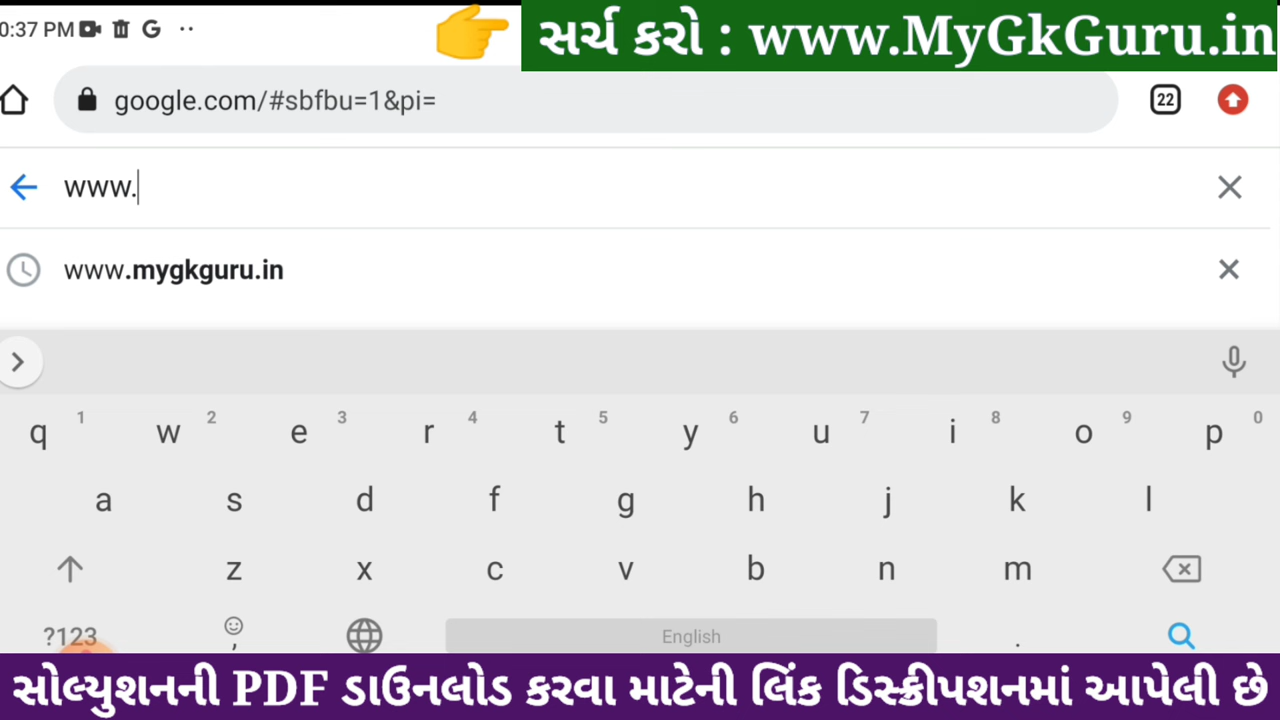 0:37 PM
સર્ચ કરો : www.MyGkGuru.in
google.com/#sbfbu=1&pi=
22
www.
www.mygkguru.in
q 1 w 2 e 3 r 4 t 5 y 6 u 7 i 8 o 9 p 0
a s d f g h j k l
z x c v b n m
?123 , English .
સોલ્યુશનની PDF ડાઉનલોડ કરવા માટેની લિંક ડિસ્ક્રીપશનમાં આપેલી છે